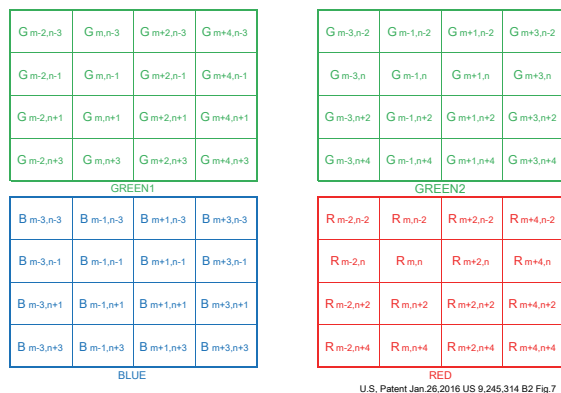 G m-2,n-3 G m,n-3 G m+2,n-3 G m+4,n-3
G m-2,n-1 G m,n-1 G m+2,n-1 G m+4,n-1
G m-2,n+1 G m,n+1 G m+2,n+1 G m+4,n+1
G m-2,n+3 G m,n+3 G m+2,n+3 G m+4,n+3
GREEN1
G m-3,n-2 G m-1,n-2 G m+1,n-2 G m+3,n-2
G m-3,n G m-1,n G m+1,n G m+3,n
G m-3,n+2 G m-1,n+2 G m+1,n+2 G m+3,n+2
G m-3,n+4 G m-1,n+4 G m+1,n+4 G m+3,n+4
GREEN2
B m-3,n-3 B m-1,n-3 B m+1,n-3 B m+3,n-3
B m-3,n-1 B m-1,n-1 B m+1,n-1 B m+3,n-1
B m-3,n+1 B m-1,n+1 B m+1,n+1 B m+3,n+1
B m-3,n+3 B m-1,n+3 B m+1,n+3 B m+3,n+3
BLUE
R m-2,n-2 R m,n-2 R m+2,n-2 R m+4,n-2
R m-2,n R m,n R m+2,n R m+4,n
R m-2,n+2 R m,n+2 R m+2,n+2 R m+4,n+2
R m-2,n+4 R m,n+4 R m+2,n+4 R m+4,n+4
RED
U.S, Patent Jan.26,2016 US 9,245,314 B2 Fig.7